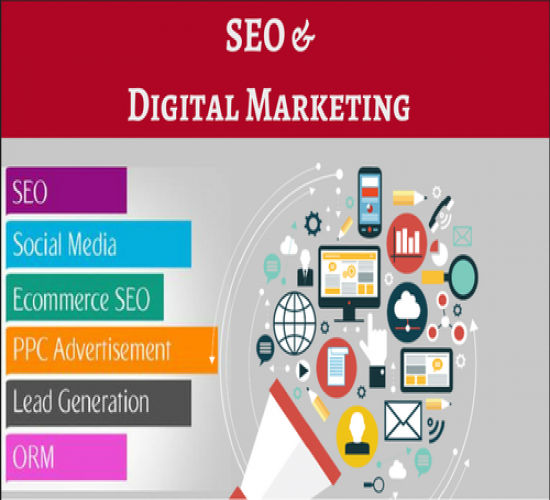 SEO &
DIGITAL MARKETING
SEO
Social Media
Ecommerce SEO
PPC Advertisement
Lead Generation
ORM